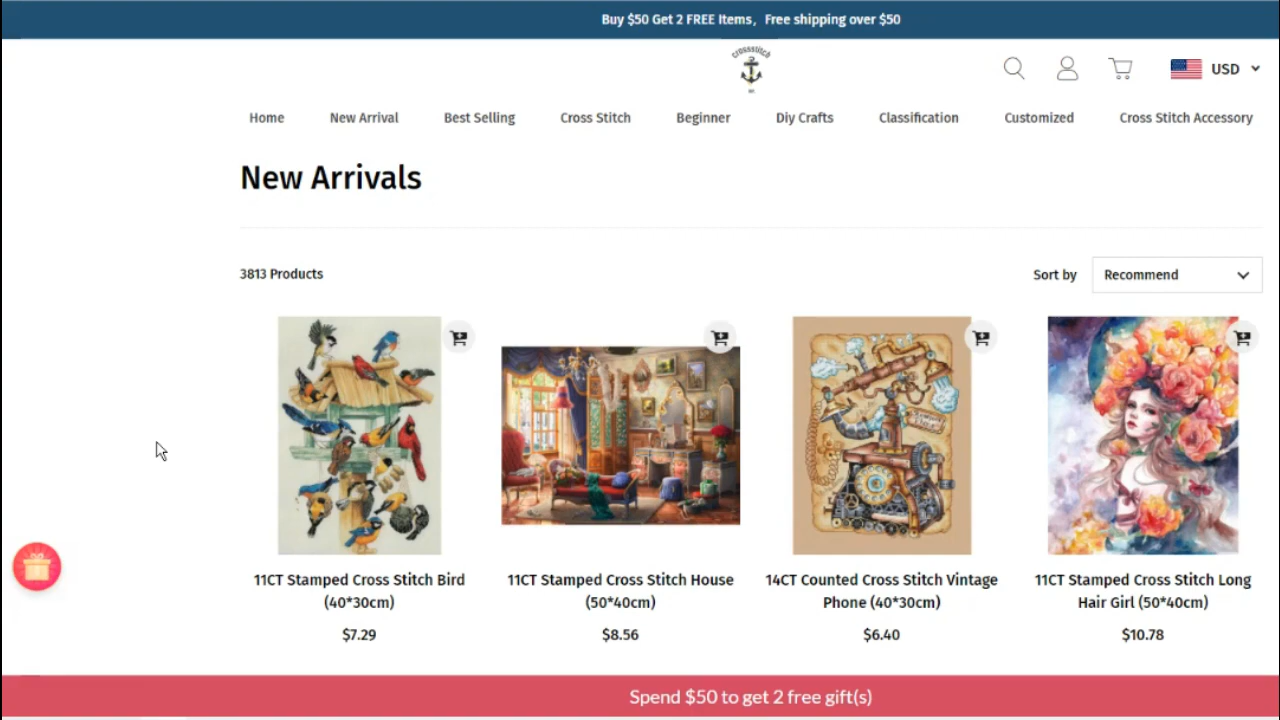 Buy $50 Get 2 FREE Items，Free shipping over $50
crossstitch
USD
Home New Arrival Best Selling Cross Stitch Beginner Diy Crafts Classification Customized Cross Stitch Accessory
New Arrivals
3813 Products
Sort by Recommend
11CT Stamped Cross Stitch Bird
(40*30cm)
$7.29
11CT Stamped Cross Stitch House
(50*40cm)
$8.56
14CT Counted Cross Stitch Vintage
Phone (40*30cm)
$6.40
11CT Stamped Cross Stitch Long
Hair Girl (50*40cm)
$10.78
Spend $50 to get 2 free gift(s)